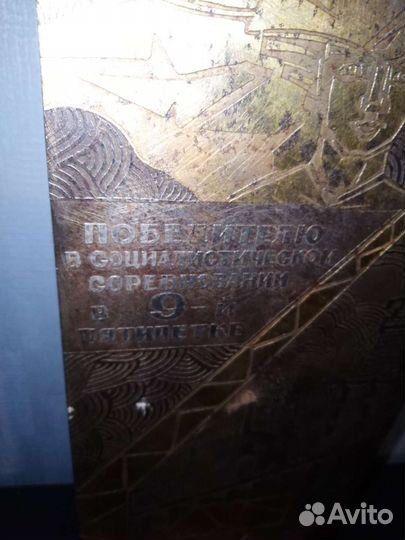 ПОБЕДИТЕЛЮ
В СОЦИАЛИСТИЧЕСКОМ
СОРЕВНОВАНИИ
В 9-Й
ПЯТИЛЕТКЕ
Avito